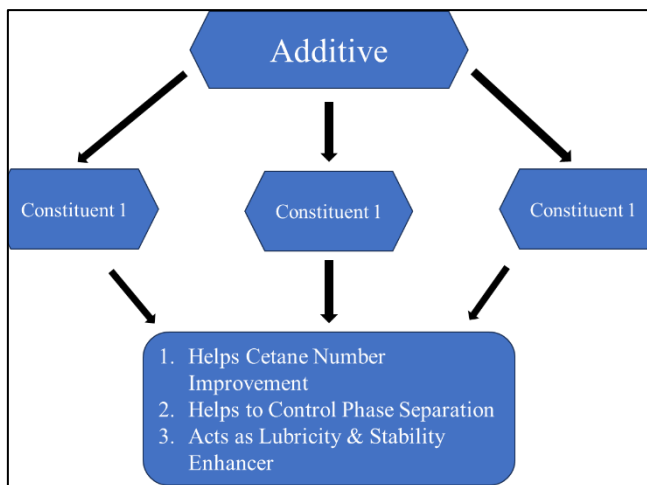 Additive
Constituent 1
Constituent 1
Constituent 1
1. Helps Cetane Number
Improvement
2. Helps to Control Phase Separation
3. Acts as Lubricity & Stability
Enhancer